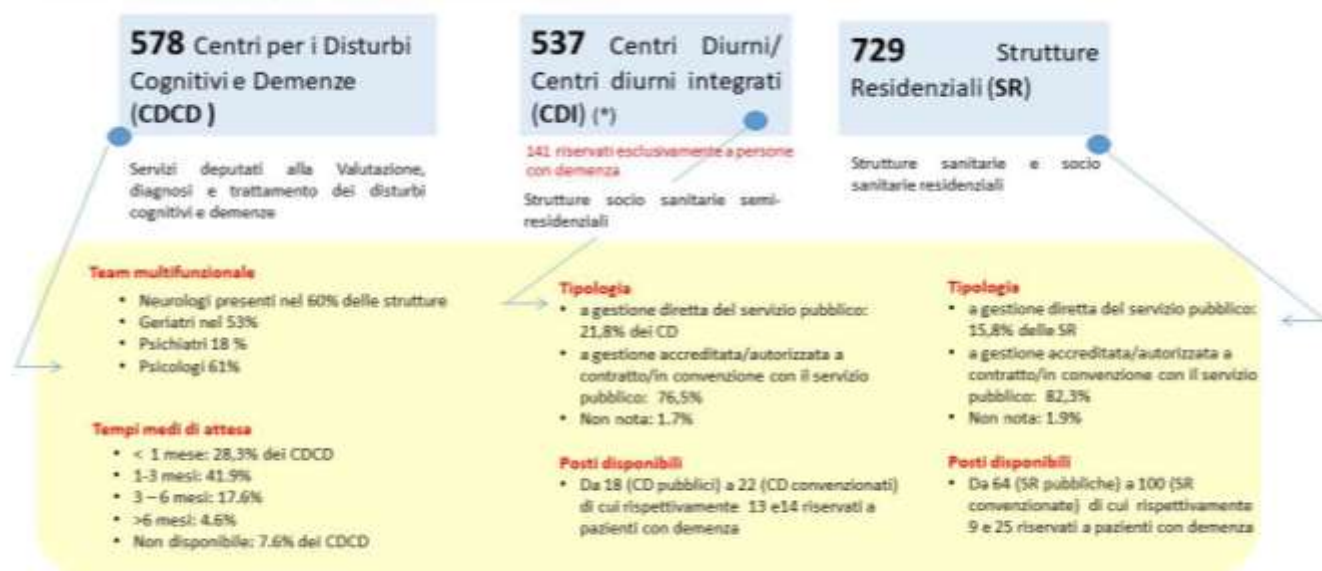 578 Centri per i Disturbi
Cognitivi e Demenze
(CDCD )
Servizi deputati alla Valutazione,
diagnosi e trattamento dei disturbi
cognitivi e demenze
537 Centri Diurni/
Centri diurni integrati
(CDI) (*)
141 riservati esclusivamente a persone
con demenza
Strutture socio sanitarie semi-
residenziali
729 Strutture
Residenziali (SR)
Strutture sanitarie e socio
sanitarie residenziali
Team multifunzionale
• Neurologi presenti nel 60% delle strutture
• Geriatri nel 53%
• Psichiatri 18 %
• Psicologi 61%
Tempi medi di attesa
• < 1 mese: 28,3% dei CDCD
• 1-3 mesi: 41.9%
• 3 – 6 mesi: 17.6%
• >6 mesi: 4.6%
• Non disponibile: 7.6% dei CDCD
Tipologia
• a gestione diretta del servizio pubblico:
21,8% dei CD
• a gestione accreditata/autorizzata a
contratto/in convenzione con il servizio
pubblico: 76,5%
• Non nota: 1.7%
Posti disponibili
• Da 18 (CD pubblici) a 22 (CD convenzionati)
di cui rispettivamente 13 e14 riservati a
pazienti con demenza
Tipologia
• a gestione diretta del servizio pubblico:
15,8% delle SR
• a gestione accreditata/autorizzata a
contratto/in convenzione con il servizio
pubblico: 82,3%
• Non nota: 1.9%
Posti disponibili
• Da 64 (SR pubbliche) a 100 (SR
convenzionate) di cui rispettivamente
9 e 25 riservati a pazienti con demenza